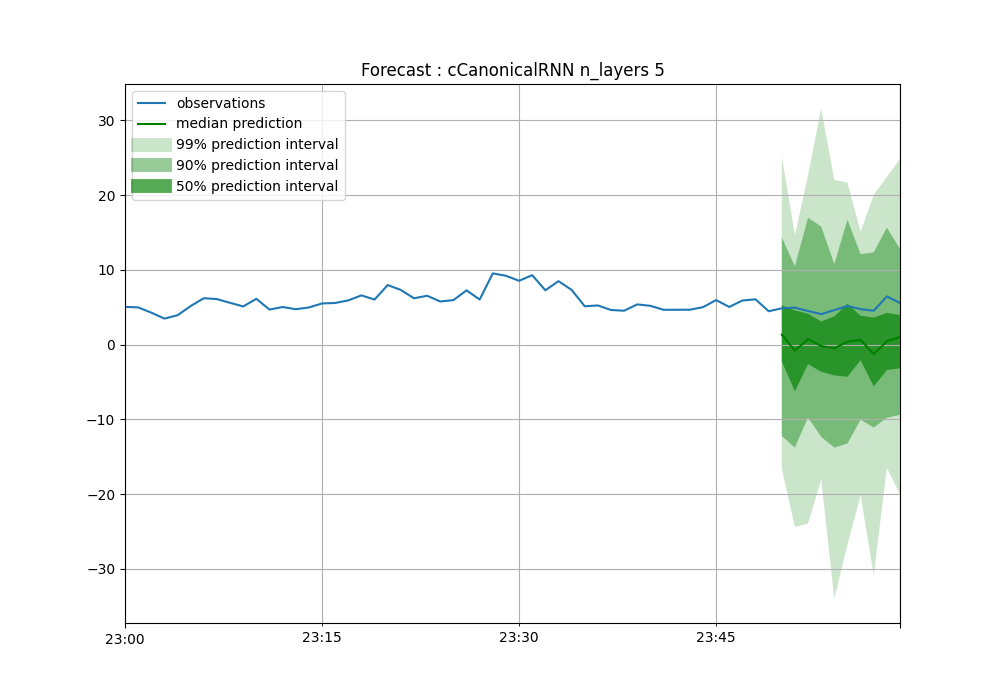 Forecast : cCanonicalRNN n_layers 5
observations
median prediction
99% prediction interval
90% prediction interval
50% prediction interval
30
20
10
0
−10
−20
−30
23:00
23:15
23:30
23:45